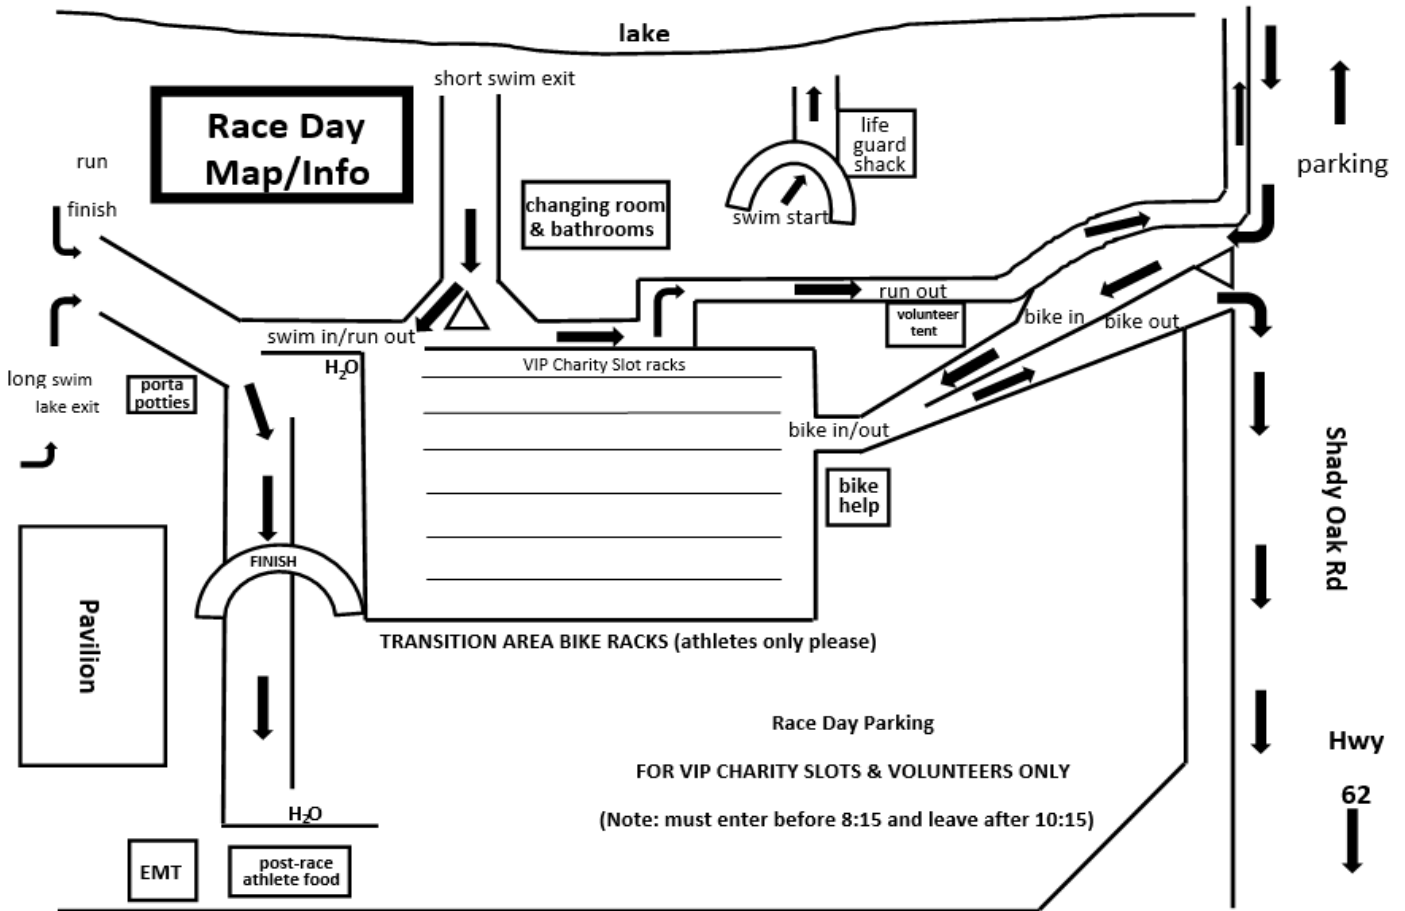 lake
short swim exit
Race Day
Map/Info
life
guard
shack
parking
run
finish
changing room
& bathrooms
swim start
run out
volunteer
tent
bike in
bike out
swim in/run out
H₂O
VIP Charity Slot racks
long swim
lake exit
porta
potties
bike in/out
bike
help
Shady Oak Rd
FINISH
Pavilion
TRANSITION AREA BIKE RACKS (athletes only please)
Race Day Parking
FOR VIP CHARITY SLOTS & VOLUNTEERS ONLY
(Note: must enter before 8:15 and leave after 10:15)
Hwy
62
H₂O
EMT
post-race
athlete food